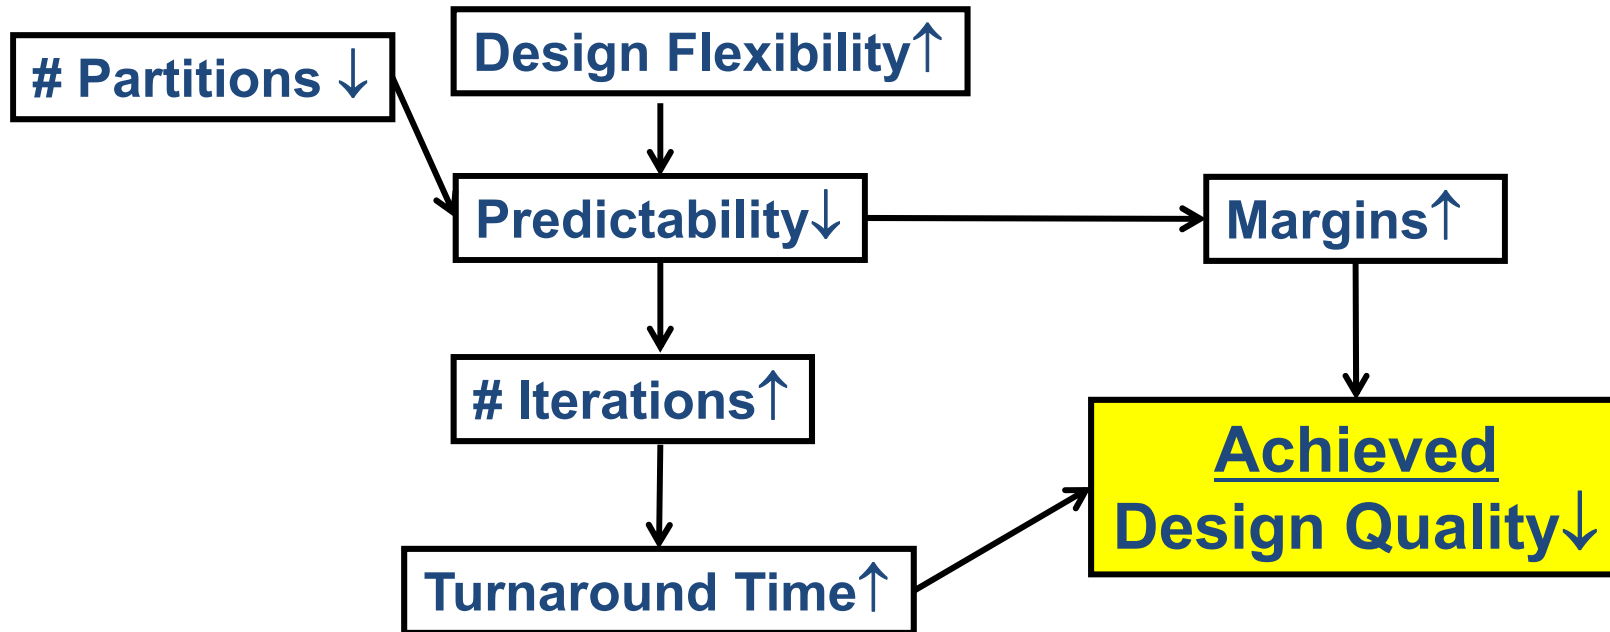 Design Flexibility↑
# Partitions ↓
Predictability↓
Margins↑
# Iterations↑
Achieved
Design Quality↓
Turnaround Time↑